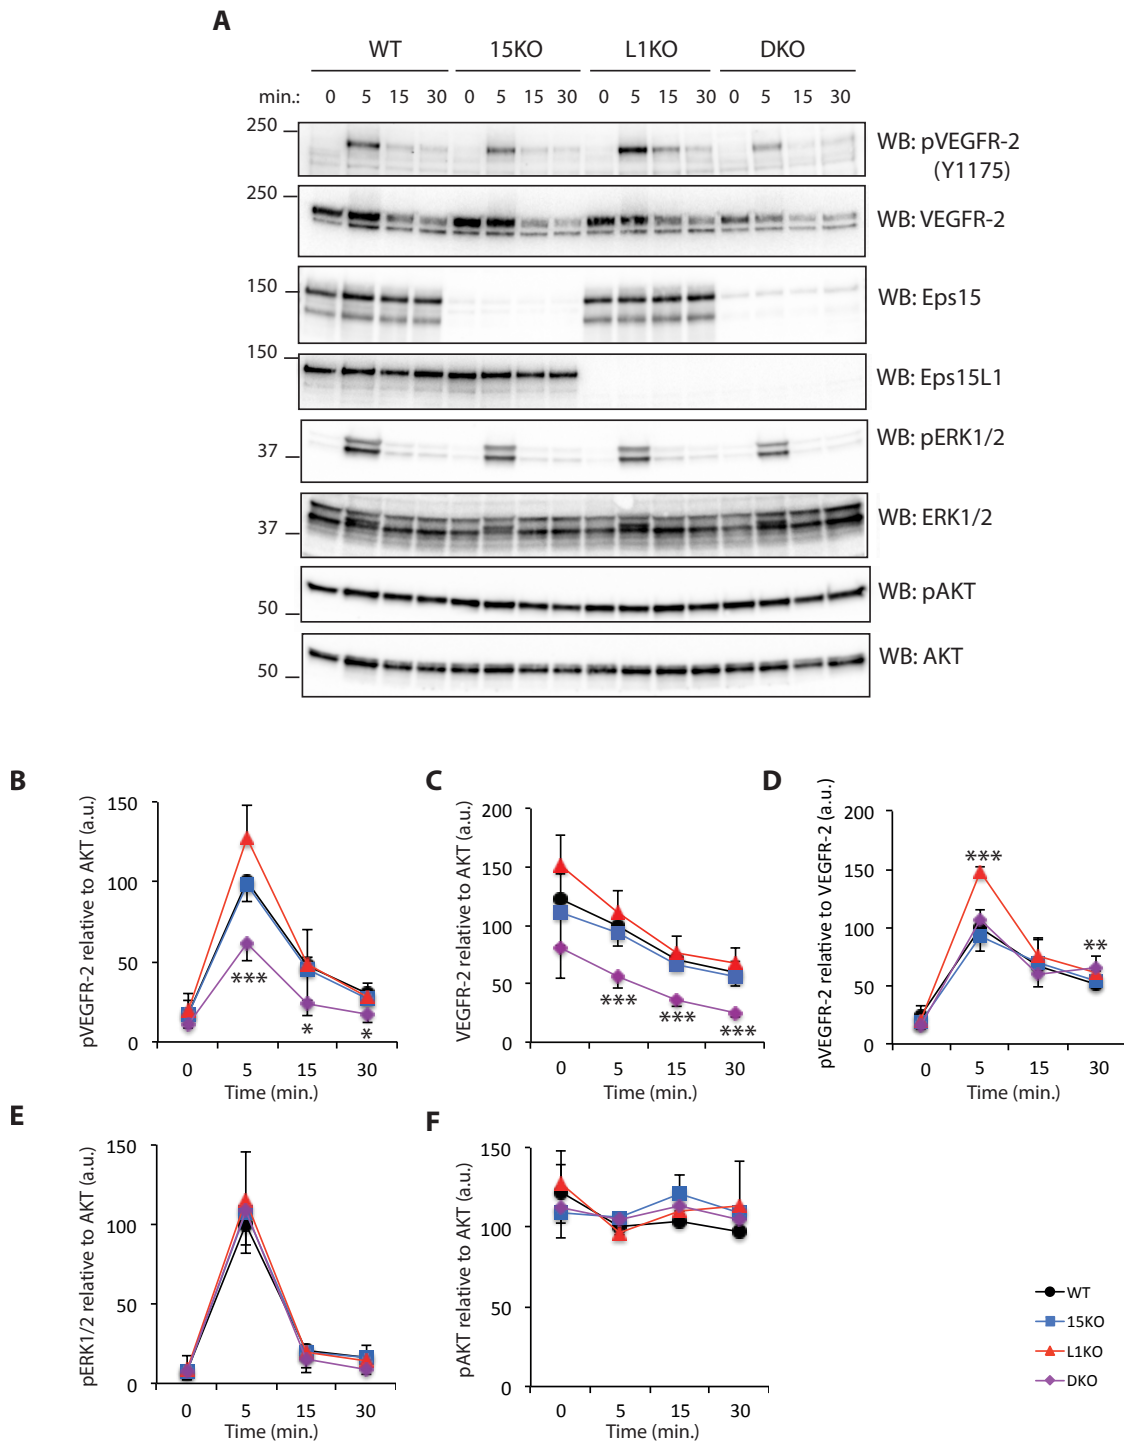 A
WT 15KO L1KO DKO
min.: 0 5 15 30 0 5 15 30 0 5 15 30 0 5 15 30
250 WB: pVEGFR-2
(Y1175)
250 WB: VEGFR-2
150 WB: Eps15
150 WB: Eps15L1
37 WB: pERK1/2
37 WB: ERK1/2
50 WB: pAKT
50 WB: AKT
B
pVEGFR-2 relative to AKT (a.u.)
150
100
50
0
***
*
*
0 5 15 30
Time (min.)
C
VEGFR-2 relative to AKT (a.u.)
200
150
100
50
0
***
***
***
0 5 15 30
Time (min.)
D
pVEGFR-2 relative to VEGFR-2 (a.u.)
200
150
100
50
0
***
**
0 5 15 30
Time (min.)
E
pERK1/2 relative to AKT (a.u.)
150
100
50
0
0 5 15 30
Time (min.)
F
pAKT relative to AKT (a.u.)
150
100
50
0
0 5 15 30
Time (min.)
WT
15KO
L1KO
DKO